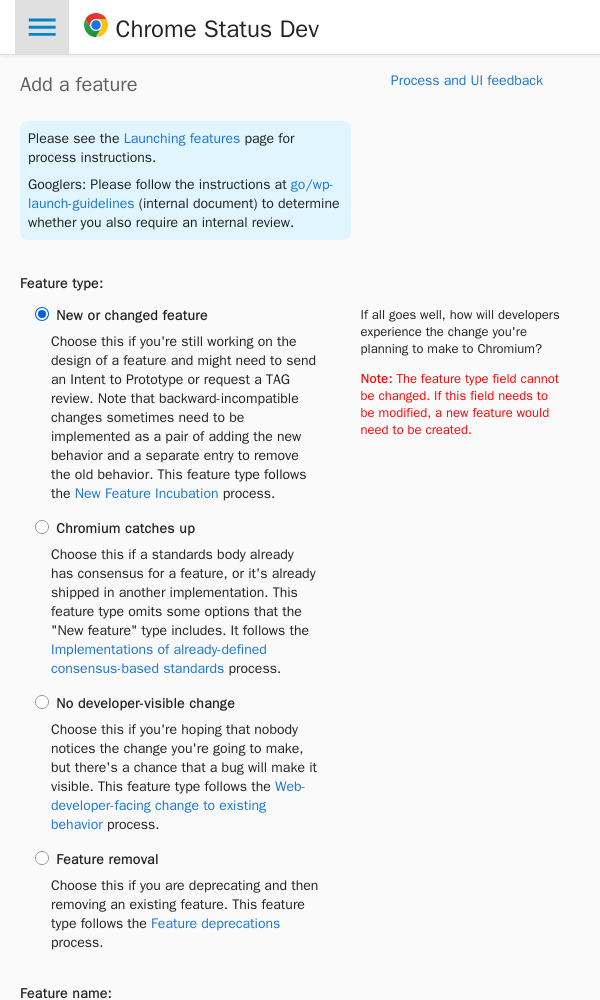 Chrome Status Dev
Add a feature
Process and UI feedback
Please see the Launching features page for
process instructions.
Googlers: Please follow the instructions at go/wp-
launch-guidelines (internal document) to determine
whether you also require an internal review.
Feature type:
New or changed feature
Choose this if you're still working on the
design of a feature and might need to send
an Intent to Prototype or request a TAG
review. Note that backward-incompatible
changes sometimes need to be
implemented as a pair of adding the new
behavior and a separate entry to remove
the old behavior. This feature type follows
the New Feature Incubation process.
If all goes well, how will developers
experience the change you're
planning to make to Chromium?
Note: The feature type field cannot
be changed. If this field needs to
be modified, a new feature would
need to be created.
Chromium catches up
Choose this if a standards body already
has consensus for a feature, or it's already
shipped in another implementation. This
feature type omits some options that the
"New feature" type includes. It follows the
Implementations of already-defined
consensus-based standards process.
No developer-visible change
Choose this if you're hoping that nobody
notices the change you're going to make,
but there's a chance that a bug will make it
visible. This feature type follows the Web-
developer-facing change to existing
behavior process.
Feature removal
Choose this if you are deprecating and then
removing an existing feature. This feature
type follows the Feature deprecations
process.
Feature name: